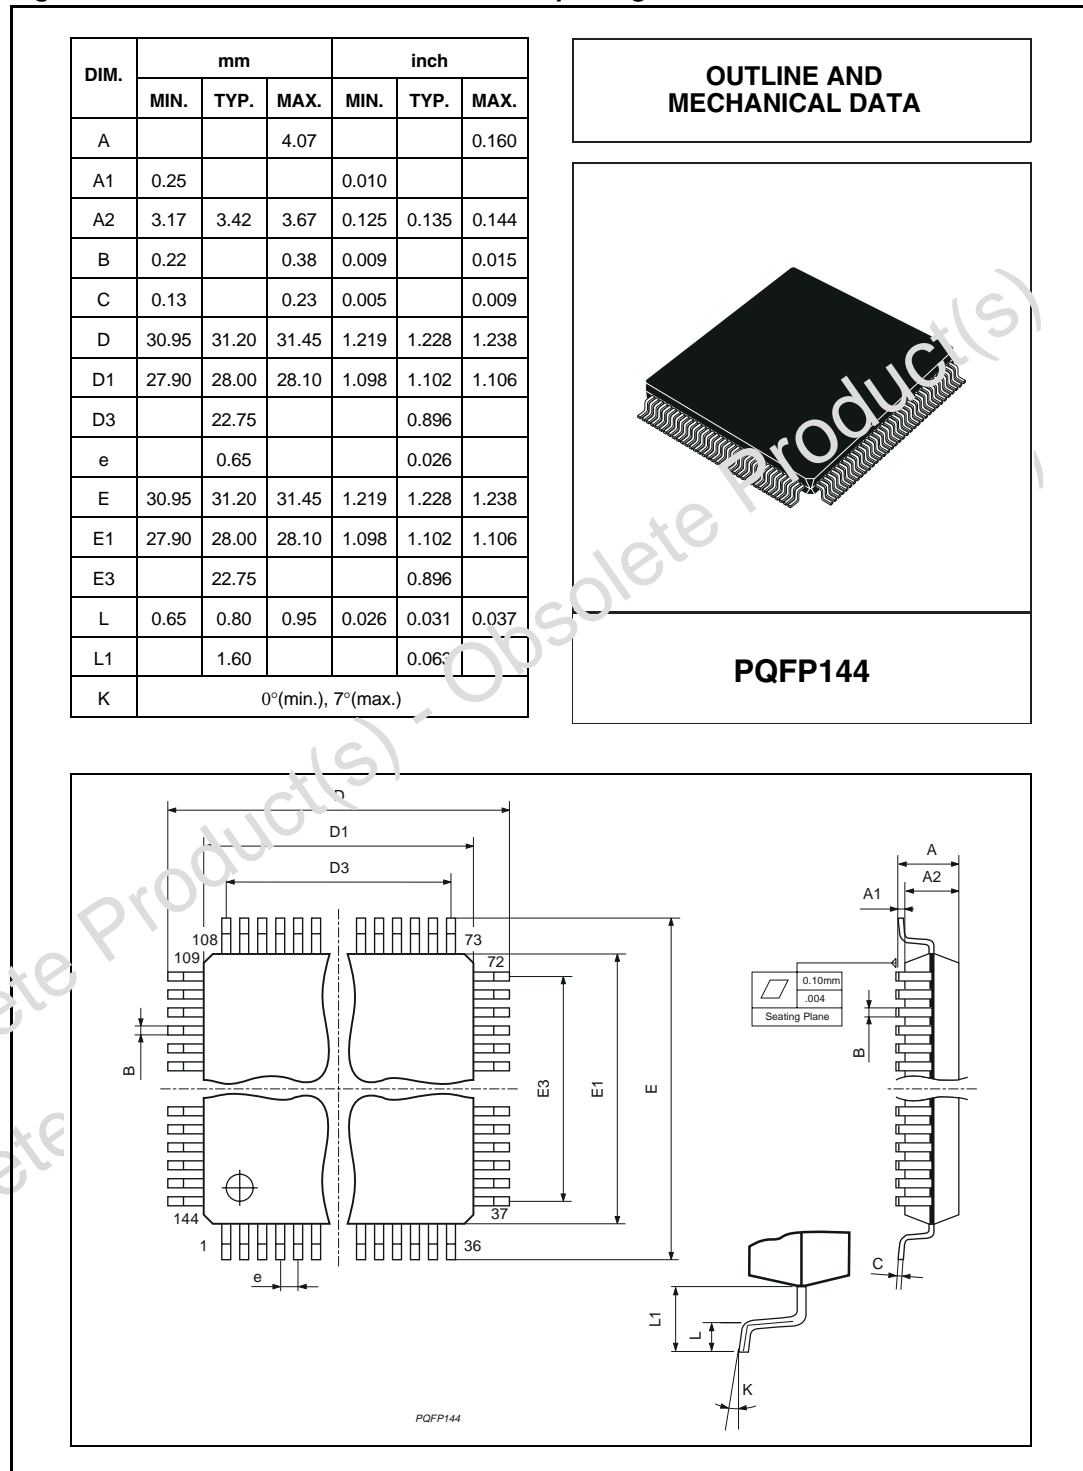 DIM. mm inch
MIN. TYP. MAX. MIN. TYP. MAX.
A 4.07 0.160
A1 0.25 0.010
A2 3.17 3.42 3.67 0.125 0.135 0.144
B 0.22 0.38 0.009 0.015
C 0.13 0.23 0.005 0.009
D 30.95 31.20 31.45 1.219 1.228 1.238
D1 27.90 28.00 28.10 1.098 1.102 1.106
D3 22.75 0.896
e 0.65 0.026
E 30.95 31.20 31.45 1.219 1.228 1.238
E1 27.90 28.00 28.10 1.098 1.102 1.106
E3 22.75 0.896
L 0.65 0.80 0.95 0.026 0.031 0.037
L1 1.60 0.063
K 0°(min.), 7°(max.)
OUTLINE AND
MECHANICAL DATA
PQFP144
Product(s) - Obsolete Product(s)
D
D1
D3
108 73
109 72
B
E3
E1
E
144 37
1 36
e
A
A2
A1
0.10mm
.004
Seating Plane
B
C
L1
L
K
PQFP144